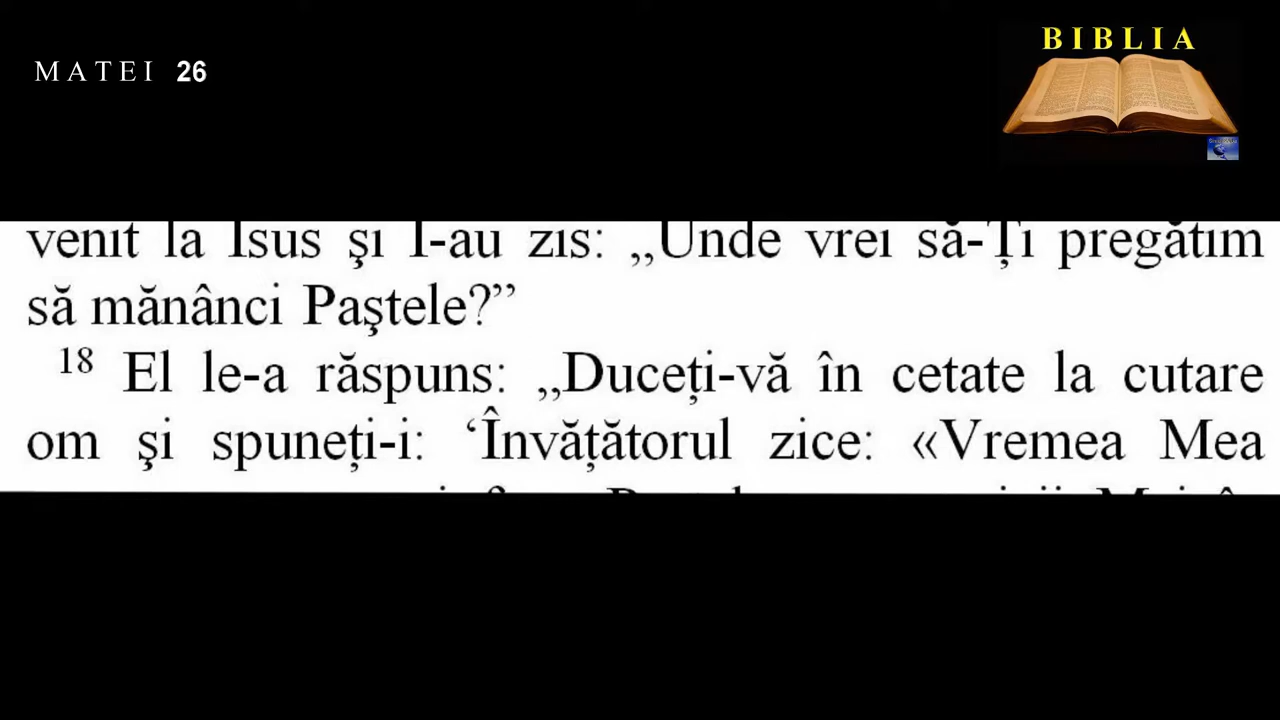 BIBLIA
MATEI 26
venit la Isus şi I-au zis: „Unde vrei să-Ţi pregătim
să mănânci Paştele?”
18 El le-a răspuns: „Duceţi-vă în cetate la cutare
om şi spuneţi-i: ‘Învăţătorul zice: «Vremea Mea